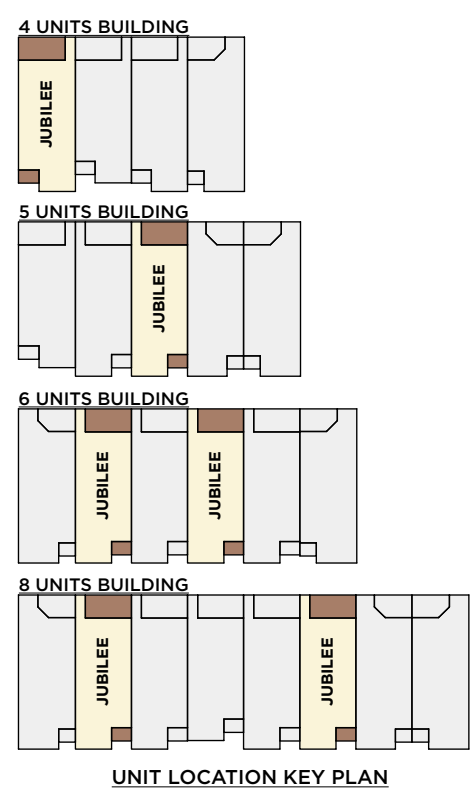 4 UNITS BUILDING
JUBILEE
5 UNITS BUILDING
JUBILEE
6 UNITS BUILDING
JUBILEE
JUBILEE
8 UNITS BUILDING
JUBILEE
JUBILEE
UNIT LOCATION KEY PLAN